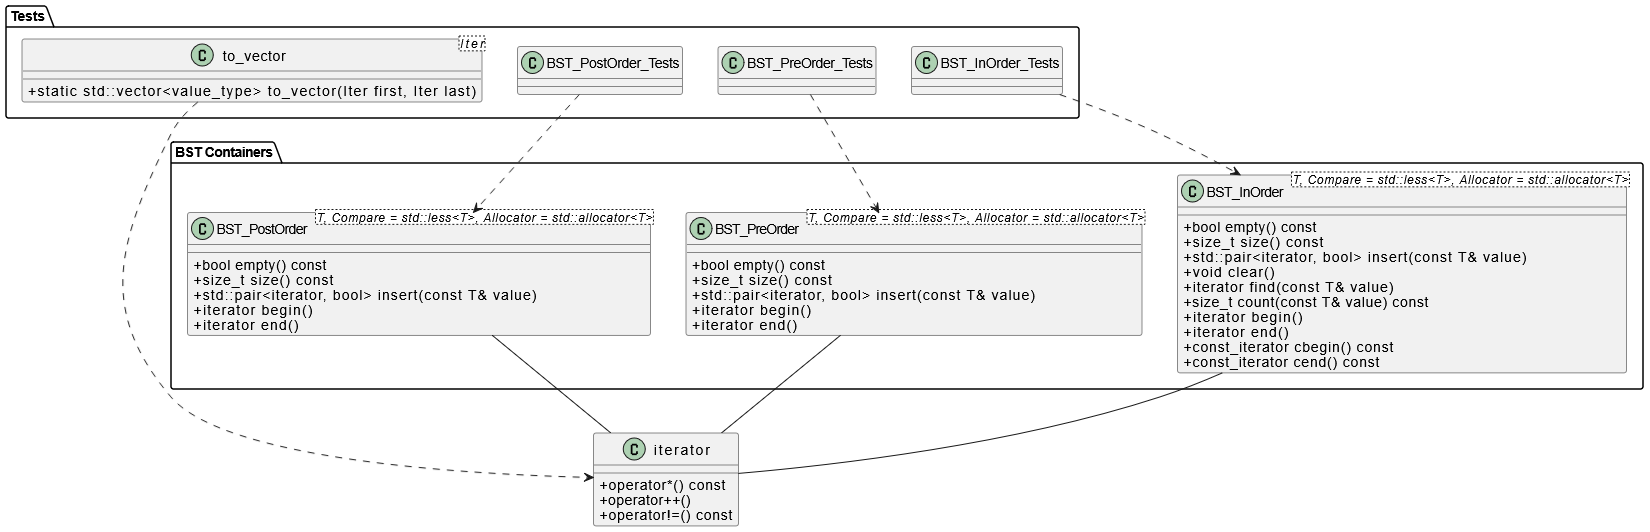 Tests
Iter
C to_vector
+static std::vector<value_type> to_vector(Iter first, Iter last)
C BST_PostOrder_Tests
C BST_PreOrder_Tests
C BST_InOrder_Tests
BST Containers
T, Compare = std::less<T>, Allocator = std::allocator<T>
C BST_PostOrder
+bool empty() const
+size_t size() const
+std::pair<iterator, bool> insert(const T& value)
+iterator begin()
+iterator end()
T, Compare = std::less<T>, Allocator = std::allocator<T>
C BST_PreOrder
+bool empty() const
+size_t size() const
+std::pair<iterator, bool> insert(const T& value)
+iterator begin()
+iterator end()
T, Compare = std::less<T>, Allocator = std::allocator<T>
C BST_InOrder
+bool empty() const
+size_t size() const
+std::pair<iterator, bool> insert(const T& value)
+void clear()
+iterator find(const T& value)
+size_t count(const T& value) const
+iterator begin()
+iterator end()
+const_iterator cbegin() const
+const_iterator cend() const
C iterator
+operator*() const
+operator++()
+operator!=() const